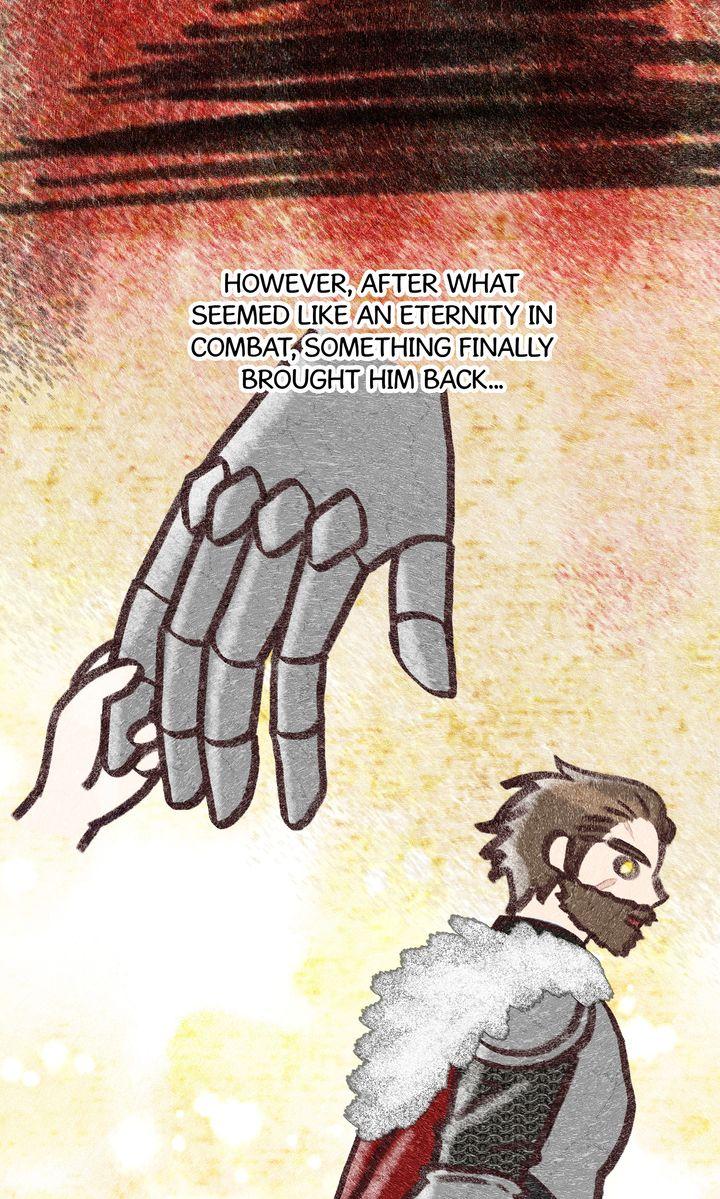 HOWEVER, AFTER WHAT
SEEMED LIKE AN ETERNITY IN
COMBAT, SOMETHING FINALLY
BROUGHT HIM BACK...